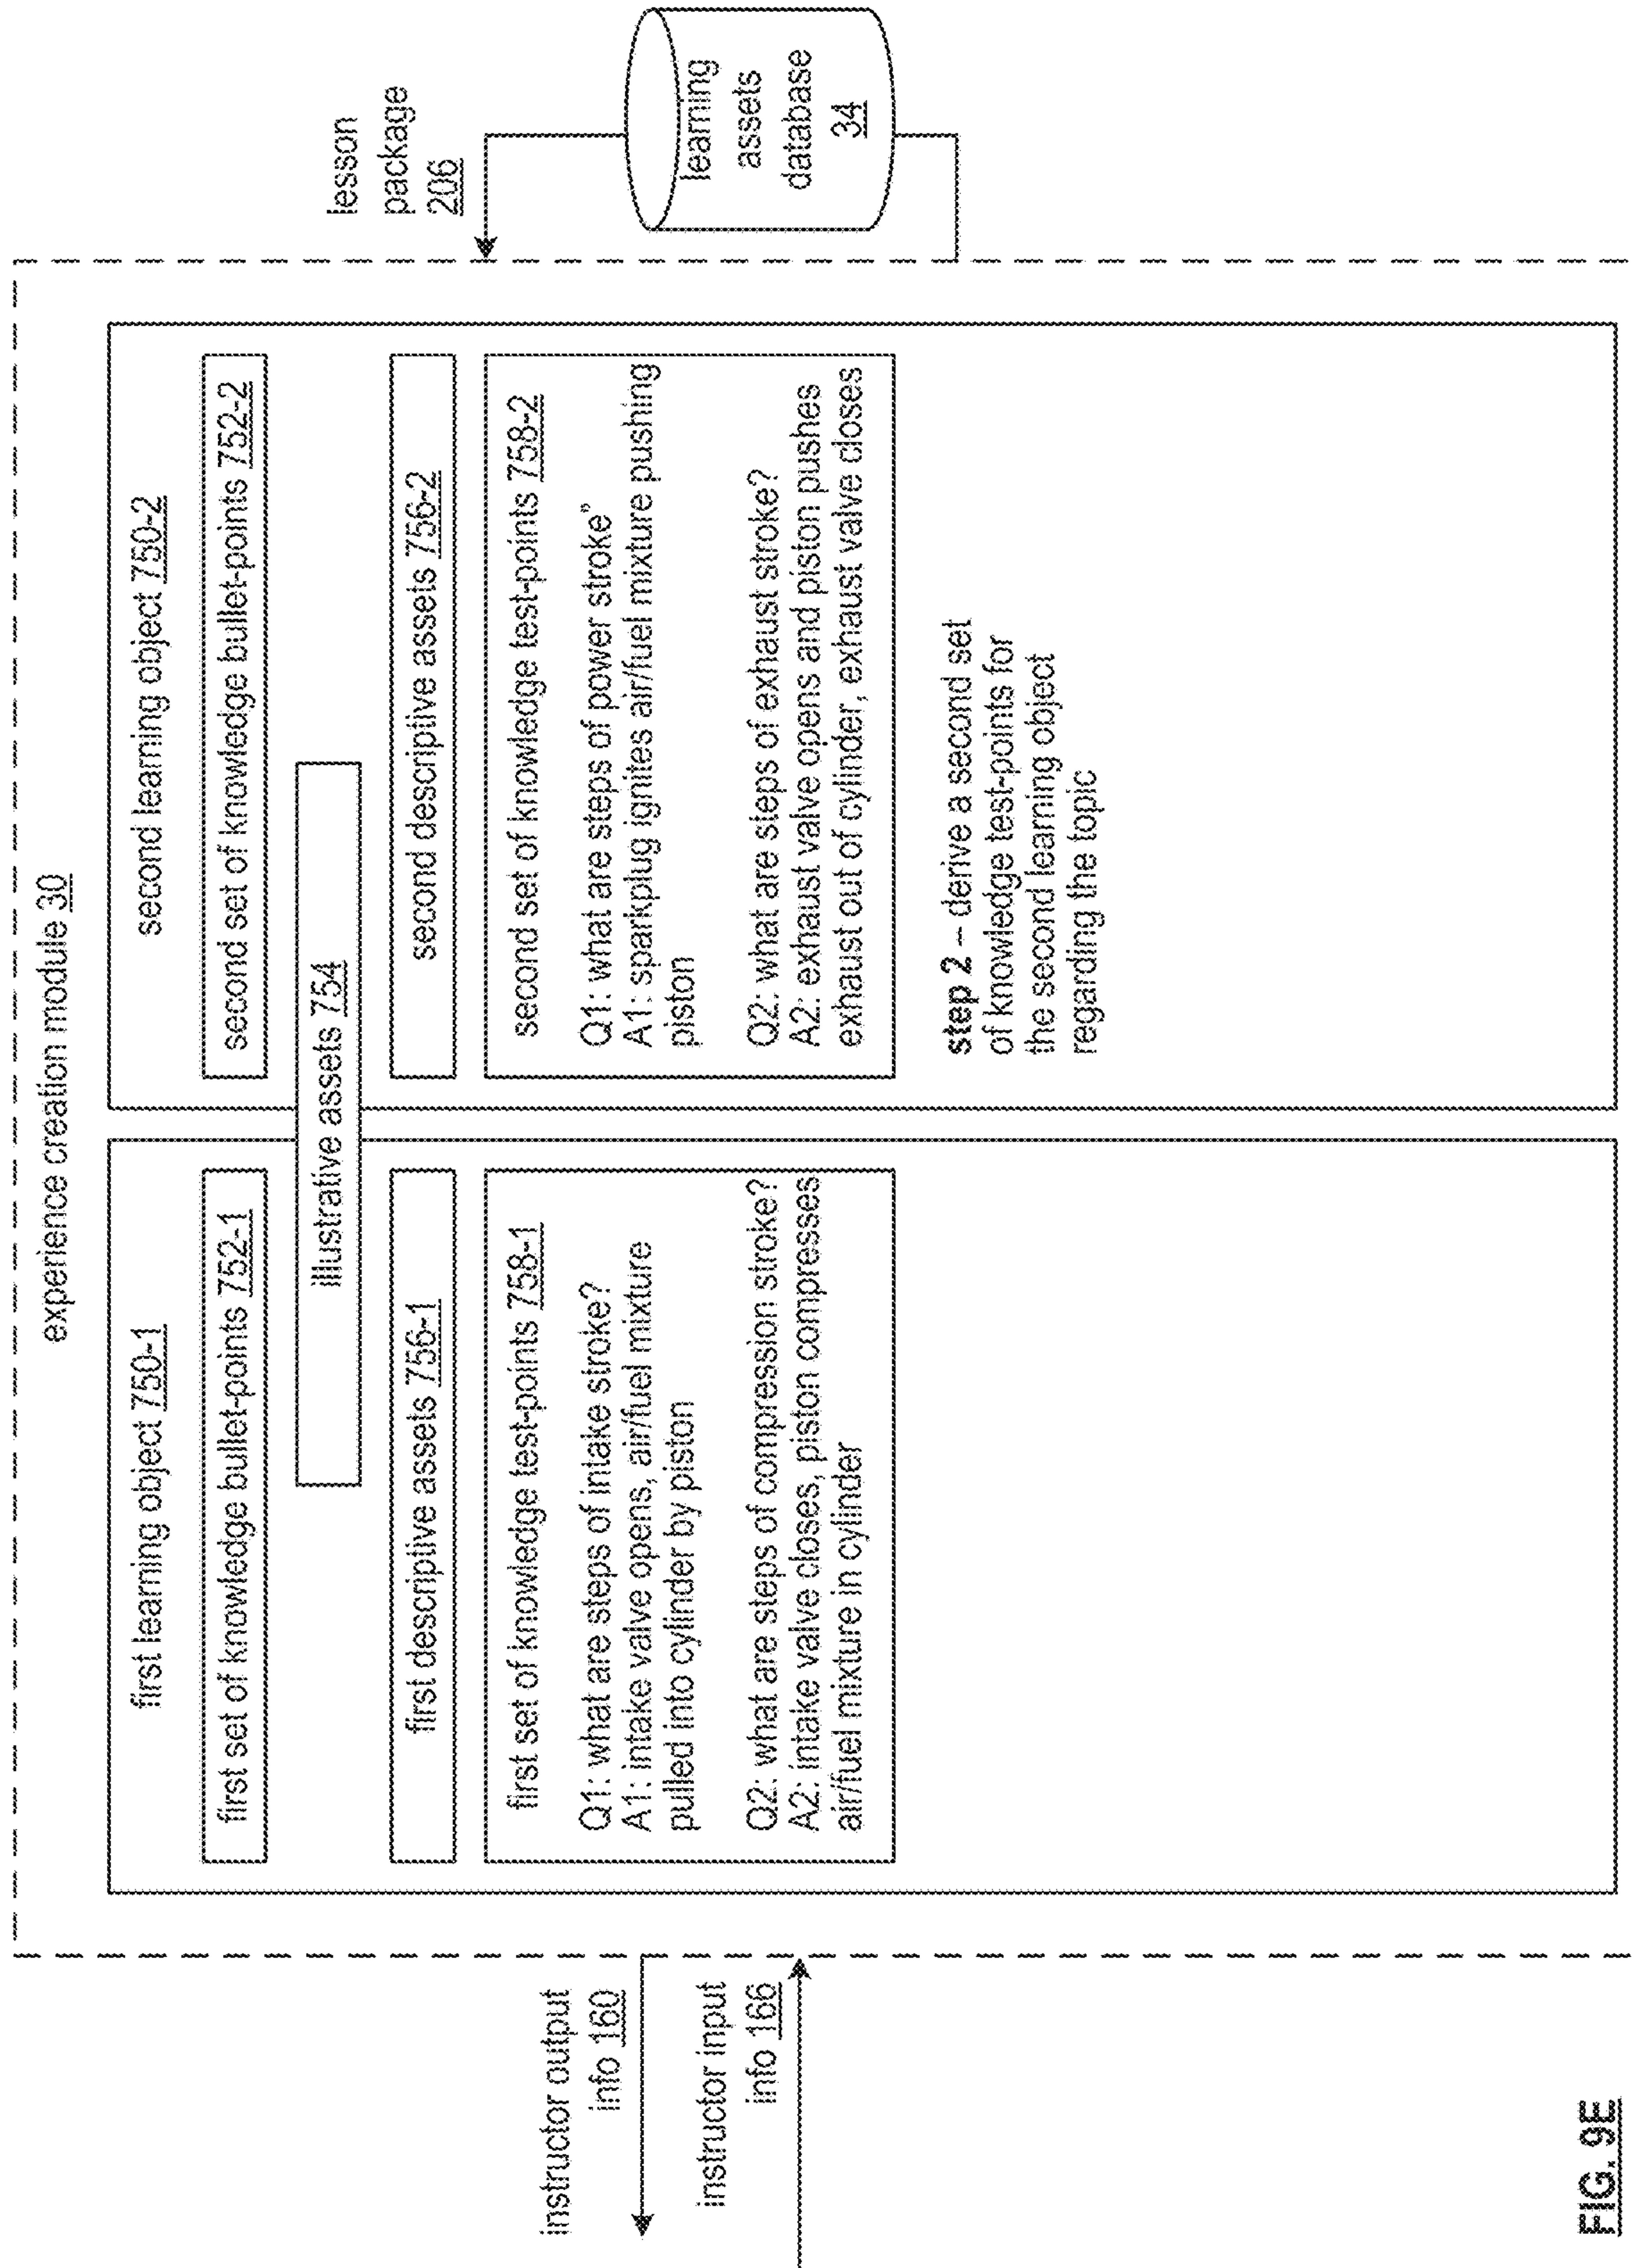 experience creation module 30
first learning object 750-1
first set of knowledge bullet-points 752-1
illustrative assets 754
first descriptive assets 756-1
first set of knowledge test-points 758-1
Q1: what are steps of intake stroke?
A1: intake valve opens, air/fuel mixture
pulled into cylinder by piston
Q2: what are steps of compression stroke?
A2: intake valve closes, piston compresses
air/fuel mixture in cylinder
second learning object 750-2
second set of knowledge bullet-points 752-2
second descriptive assets 756-2
second set of knowledge test-points 758-2
Q1: what are steps of power stroke"
A1: sparkplug ignites air/fuel mixture pushing
piston
Q2: what are steps of exhaust stroke?
A2: exhaust valve opens and piston pushes
exhaust out of cylinder, exhaust valve closes
step 2 – derive a second set
of knowledge test-points for
the second learning object
regarding the topic
lesson
package
206
learning
assets
database
34
instructor output
info 160
instructor input
info 166
FIG. 9E